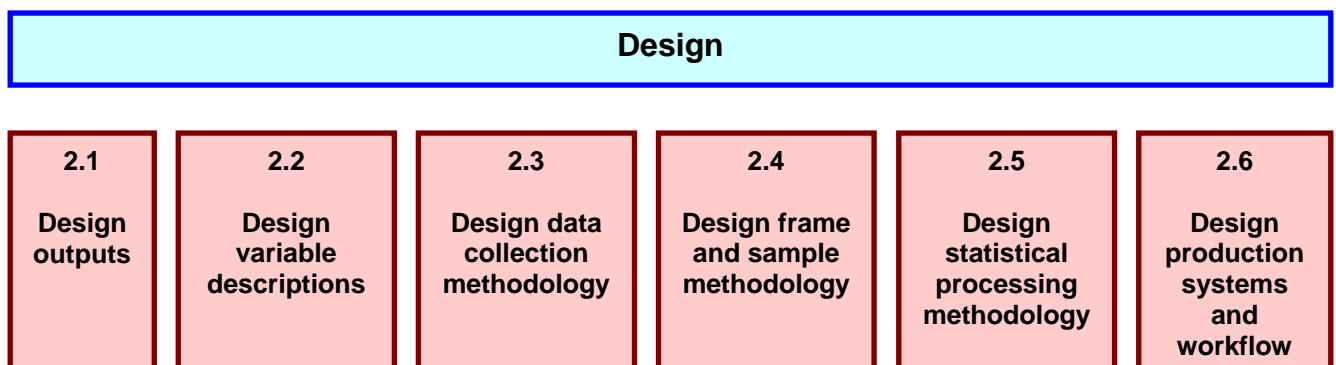 Design
2.1
Design
outputs
2.2
Design
variable
descriptions
2.3
Design data
collection
methodology
2.4
Design frame
and sample
methodology
2.5
Design
statistical
processing
methodology
2.6
Design
production
systems
and
workflow